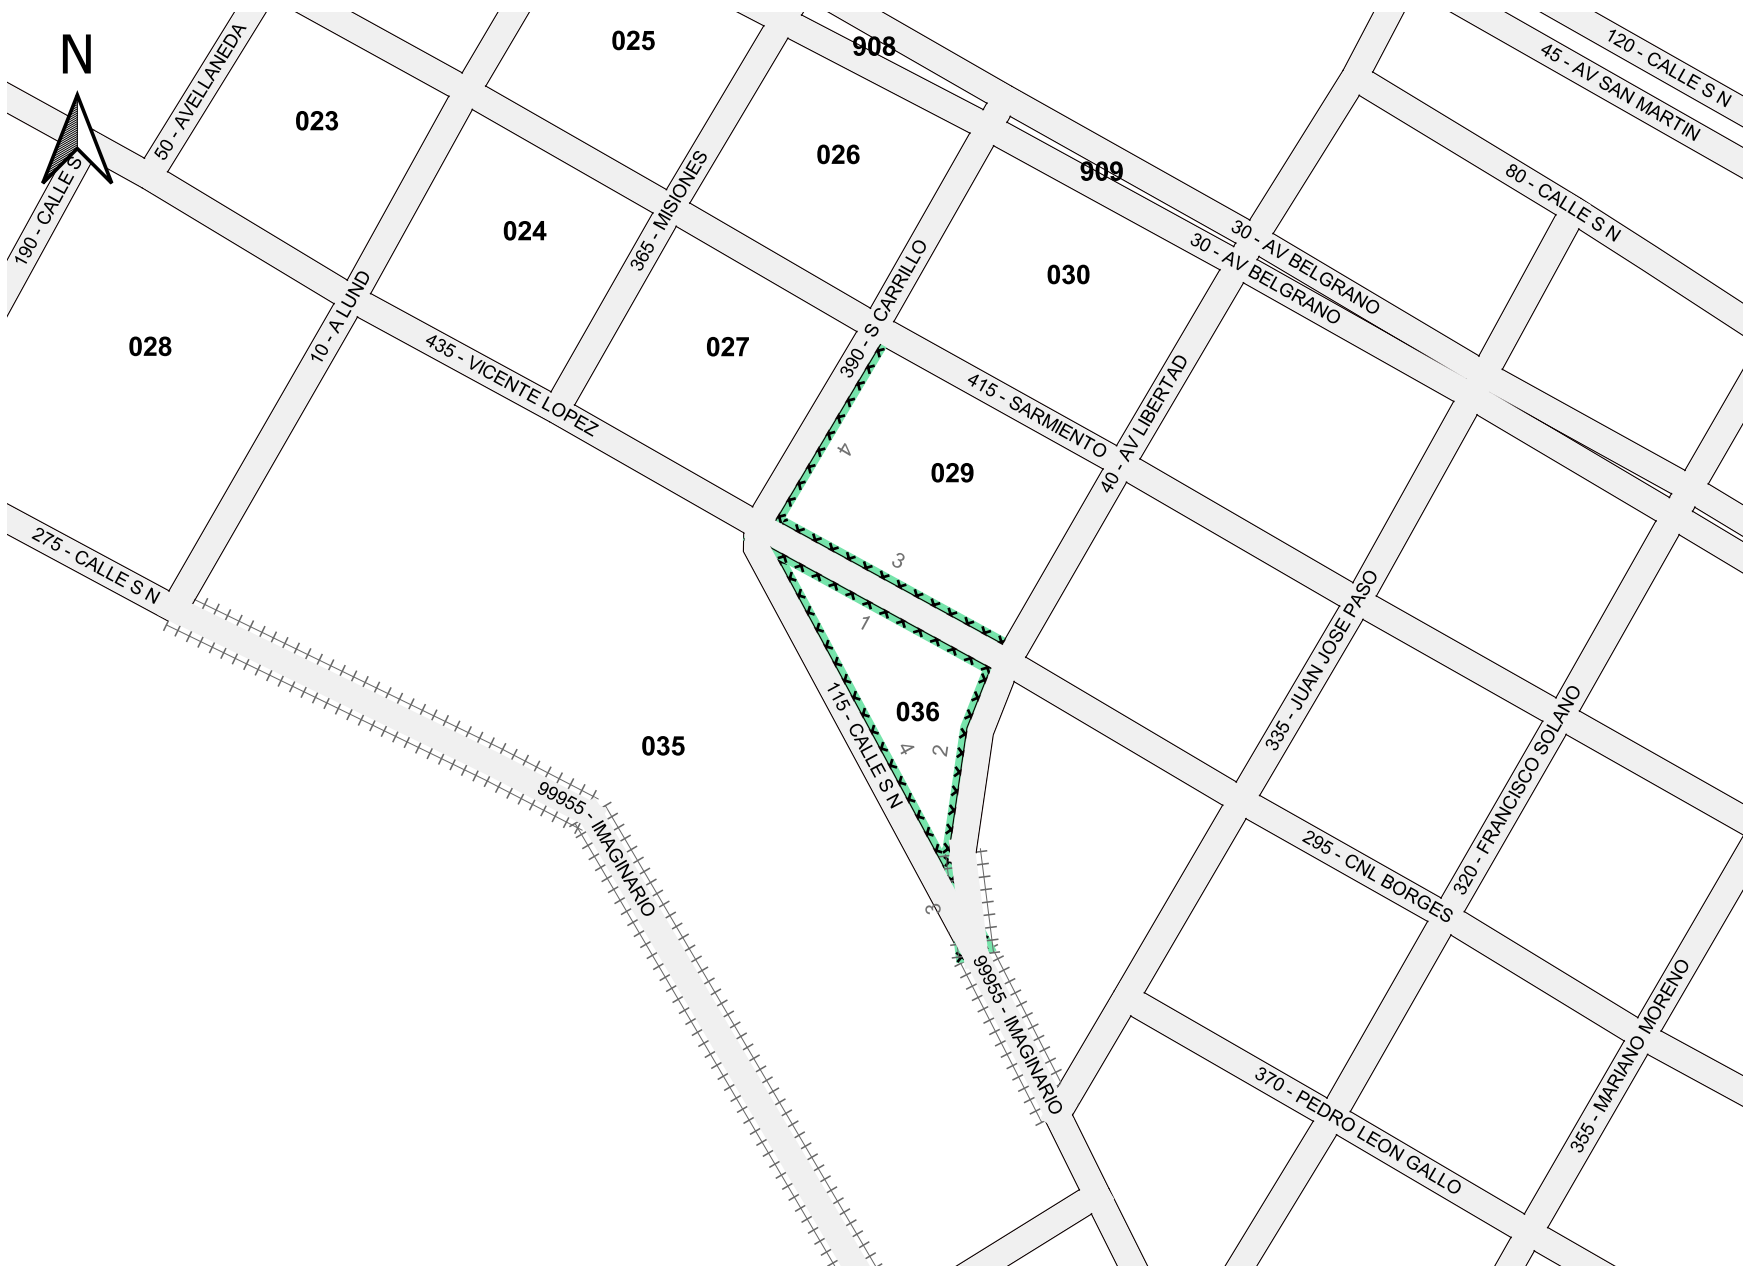 N
025
908
120 - CALLE S N
45 - AV SAN MARTIN
50 - AVELLANEDA
023
026
909
80 - CALLE S N
190 - CALLE S
365 - MISIONES
024
030
30 - AV BELGRANO
30 - AV BELGRANO
10 - A LUND
390 - S CARRILLO
028
435 - VICENTE LOPEZ
027
415 - SARMIENTO
40 - AV LIBERTAD
4
029
275 - CALLE S N
3
1
335 - JUAN JOSE PASO
036
4
2
115 - CALLE S N
035
99955 - IMAGINARIO
320 - FRANCISCO SOLANO
295 - CNL BORGES
3
99955 - IMAGINARIO
355 - MARIANO MORENO
370 - PEDRO LEON GALLO